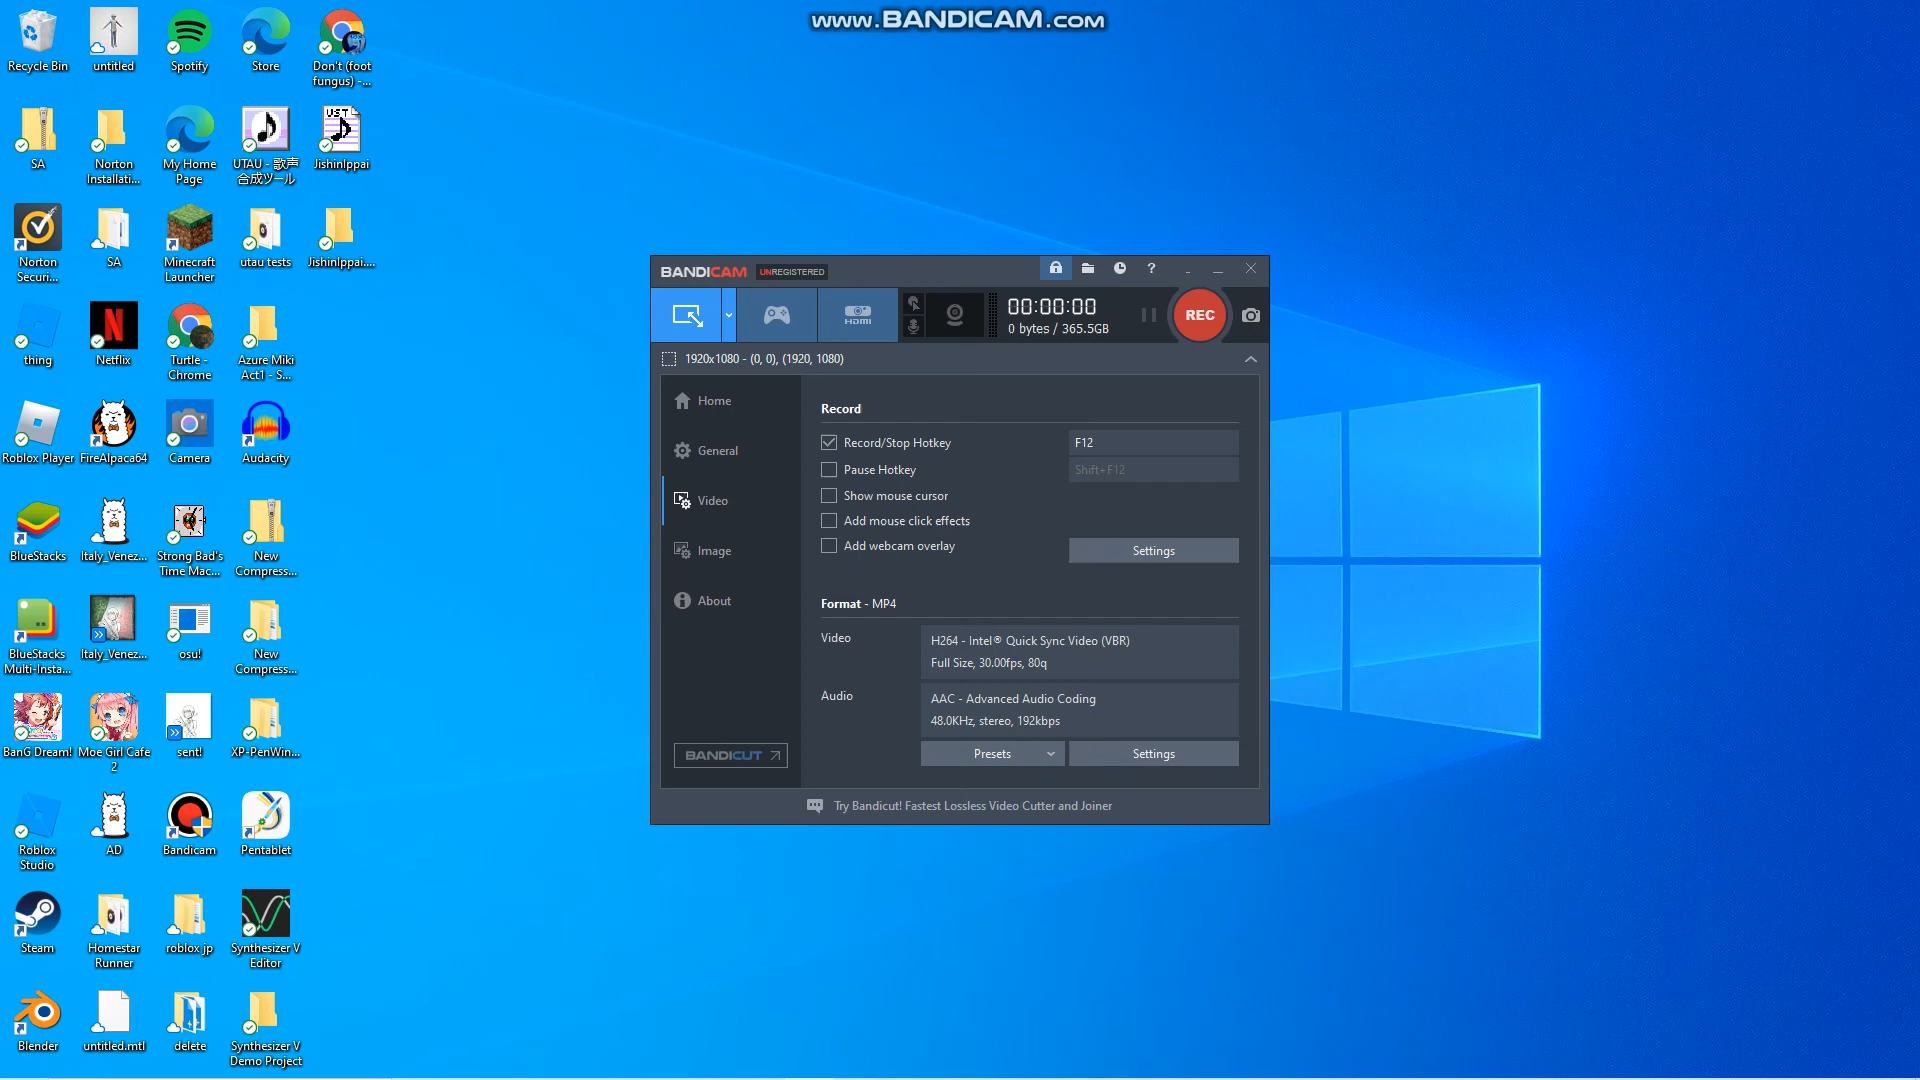 www.BANDICAM.com
Recycle Bin
untitled
Spotify
Store
Don't (foot
fungus) -...
SA
Norton
Installati...
My Home
Page
UTAU - 歌声
合成ツール
UST
JishinIppai
Norton
Securi...
SA
Minecraft
Launcher
utau tests
JishinIppai....
thing
Netflix
Turtle -
Chrome
Azure Miki
Act1 - S...
Roblox Player
FireAlpaca64
Camera
Audacity
BlueStacks
Italy_Venez...
Strong Bad's
Time Mac...
New
Compress...
BlueStacks
Multi-Insta...
Italy_Venez...
osu!
New
Compress...
BanG Dream!
Moe Girl Cafe
2
sent!
XP-PenWin...
Roblox
Studio
AD
Bandicam
Pentablet
Steam
Homestar
Runner
roblox jp
Synthesizer V
Editor
Blender
untitled.mtl
delete
Synthesizer V
Demo Project
BANDICAM UNREGISTERED
?
HDMI
00:00:00
0 bytes / 365.5GB
REC
1920x1080 - (0, 0), (1920, 1080)
Home
General
Video
Image
About
BANDICUT
Record
Record/Stop Hotkey F12
Pause Hotkey Shift+F12
Show mouse cursor
Add mouse click effects
Add webcam overlay
Settings
Format - MP4
Video
H264 - Intel® Quick Sync Video (VBR)
Full Size, 30.00fps, 80q
Audio
AAC - Advanced Audio Coding
48.0KHz, stereo, 192kbps
Presets
Settings
Try Bandicut! Fastest Lossless Video Cutter and Joiner